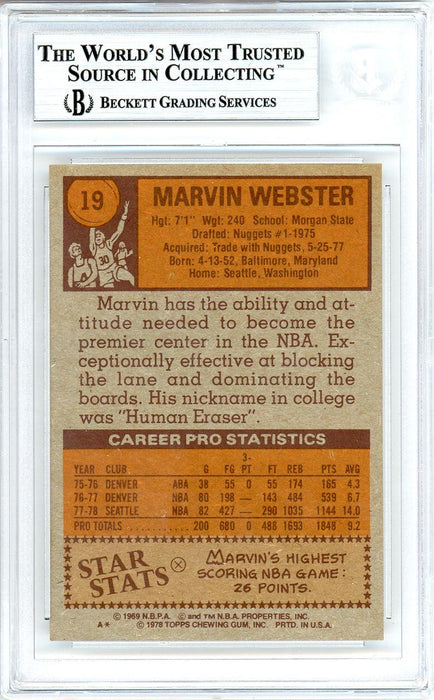 THE WORLD'S MOST TRUSTED
SOURCE IN COLLECTING™
B BECKETT GRADING SERVICES
19
30
MARVIN WEBSTER
Hgt: 7'1" Wgt: 240 School: Morgan State
Drafted: Nuggets #1-1975
Acquired: Trade with Nuggets, 5-25-77
Born: 4-13-52, Baltimore, Maryland
Home: Seattle, Washington
Marvin has the ability and at-
titude needed to become the
premier center in the NBA. Ex-
ceptionally effective at blocking
the lane and dominating the
boards. His nickname in college
was "Human Eraser".
CAREER PRO STATISTICS
3-
YEAR CLUB G FG PT FT REB PTS AVG
75-76 DENVER ABA 38 55 0 55 174 165 4.3
76-77 DENVER NBA 80 198 — 143 484 539 6.7
77-78 SEATTLE NBA 82 427 — 290 1035 1144 14.0
PRO TOTALS 200 680 0 488 1693 1848 9.2
STAR
STATS
MARVIN'S HIGHEST
SCORING NBA GAME:
26 POINTS.
© 1969 N.B.P.A. © and TM N.B.A. PROPERTIES, INC.
A* © 1978 TOPPS CHEWING GUM, INC. PRTD. IN U.S.A.